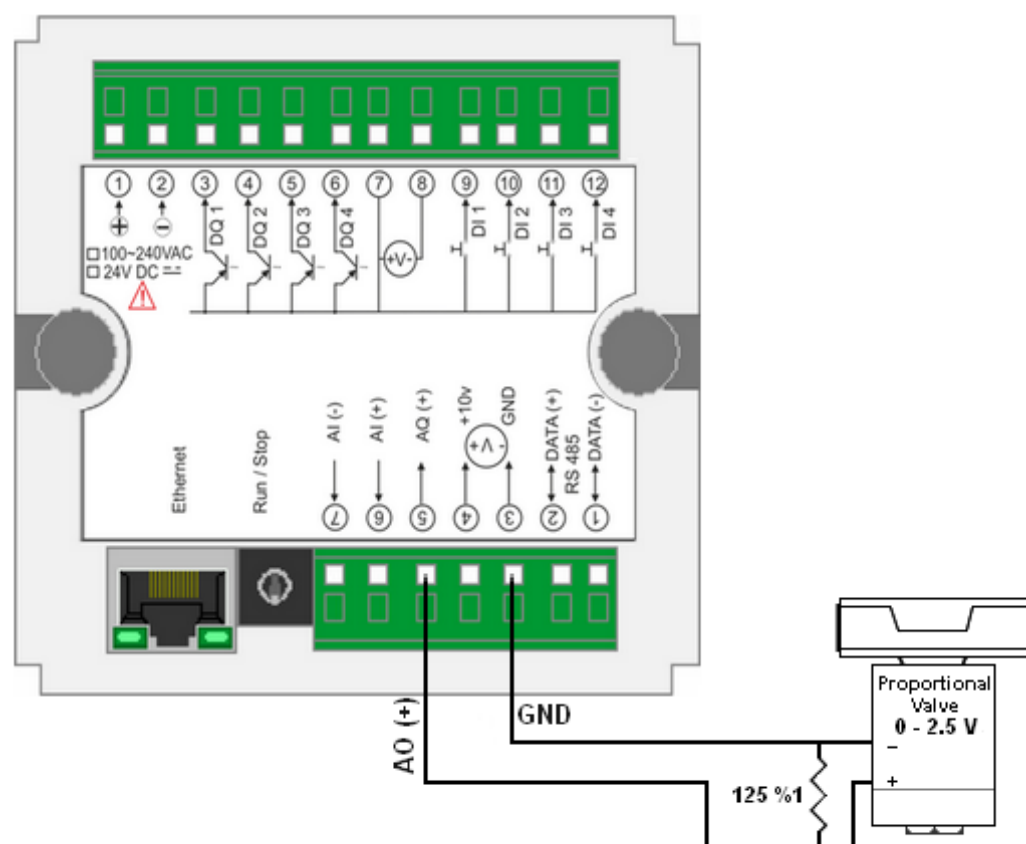 1 2 3 4 5 6 7 8 9 10 11 12
DQ 1
DQ 2
DQ 3
DQ 4
+V-
DI 1
DI 2
DI 3
DI 4
100~240VAC
24V DC
Ethernet
Run / Stop
AI (-)
AI (+)
AQ (+)
+10v
GND
+V-
DATA (+)
RS 485
DATA (-)
7 6 5 4 3 2 1
AO (+)
GND
Proportional
Valve
0 - 2.5 V
-
+
125 %1